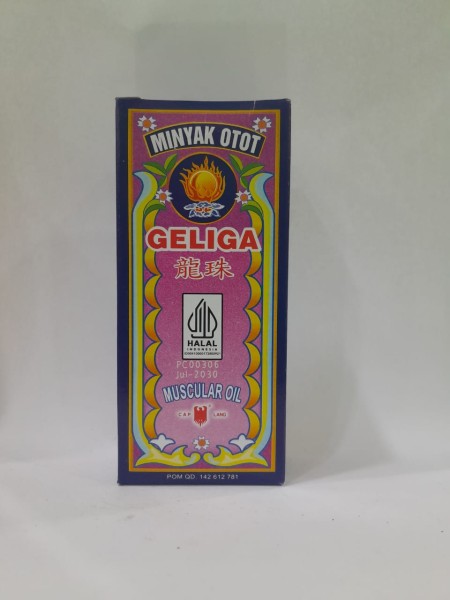 MINYAK OTOT
GELIGA
龍珠
HALAL
INDONESIA
PC00306
Jul-2030
MUSCULAR OIL
CAP LANG
POM QD. 142 612 781